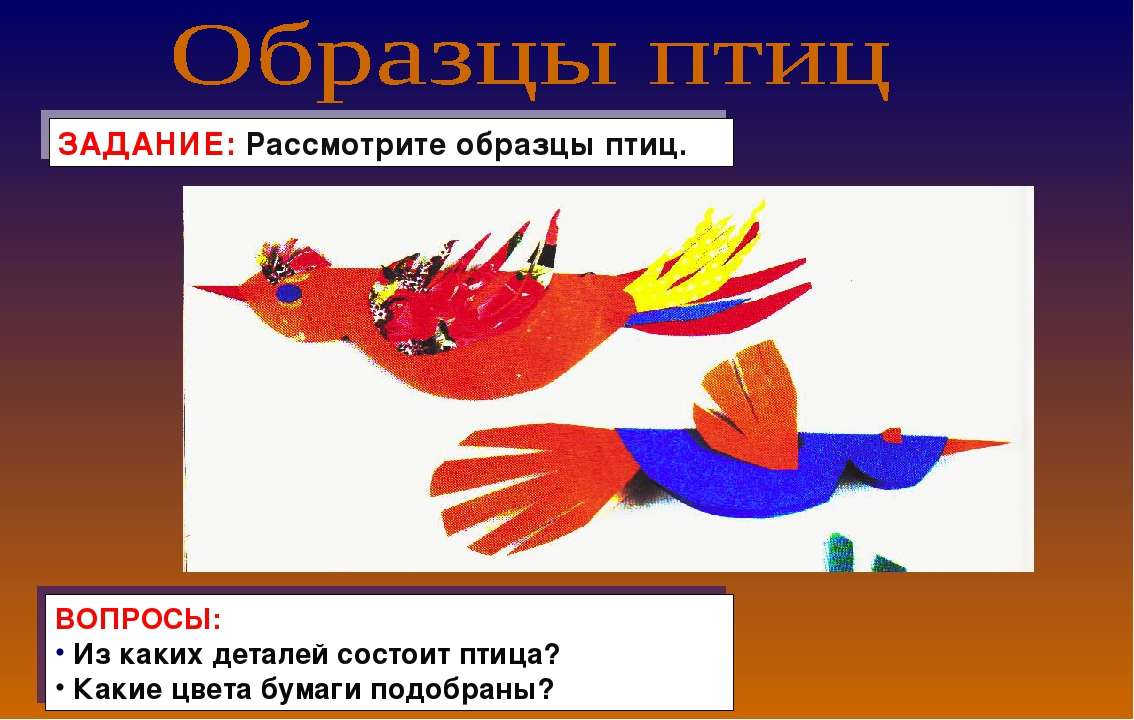 Образцы птиц
ЗАДАНИЕ: Рассмотрите образцы птиц.
ВОПРОСЫ:
• Из каких деталей состоит птица?
• Какие цвета бумаги подобраны?